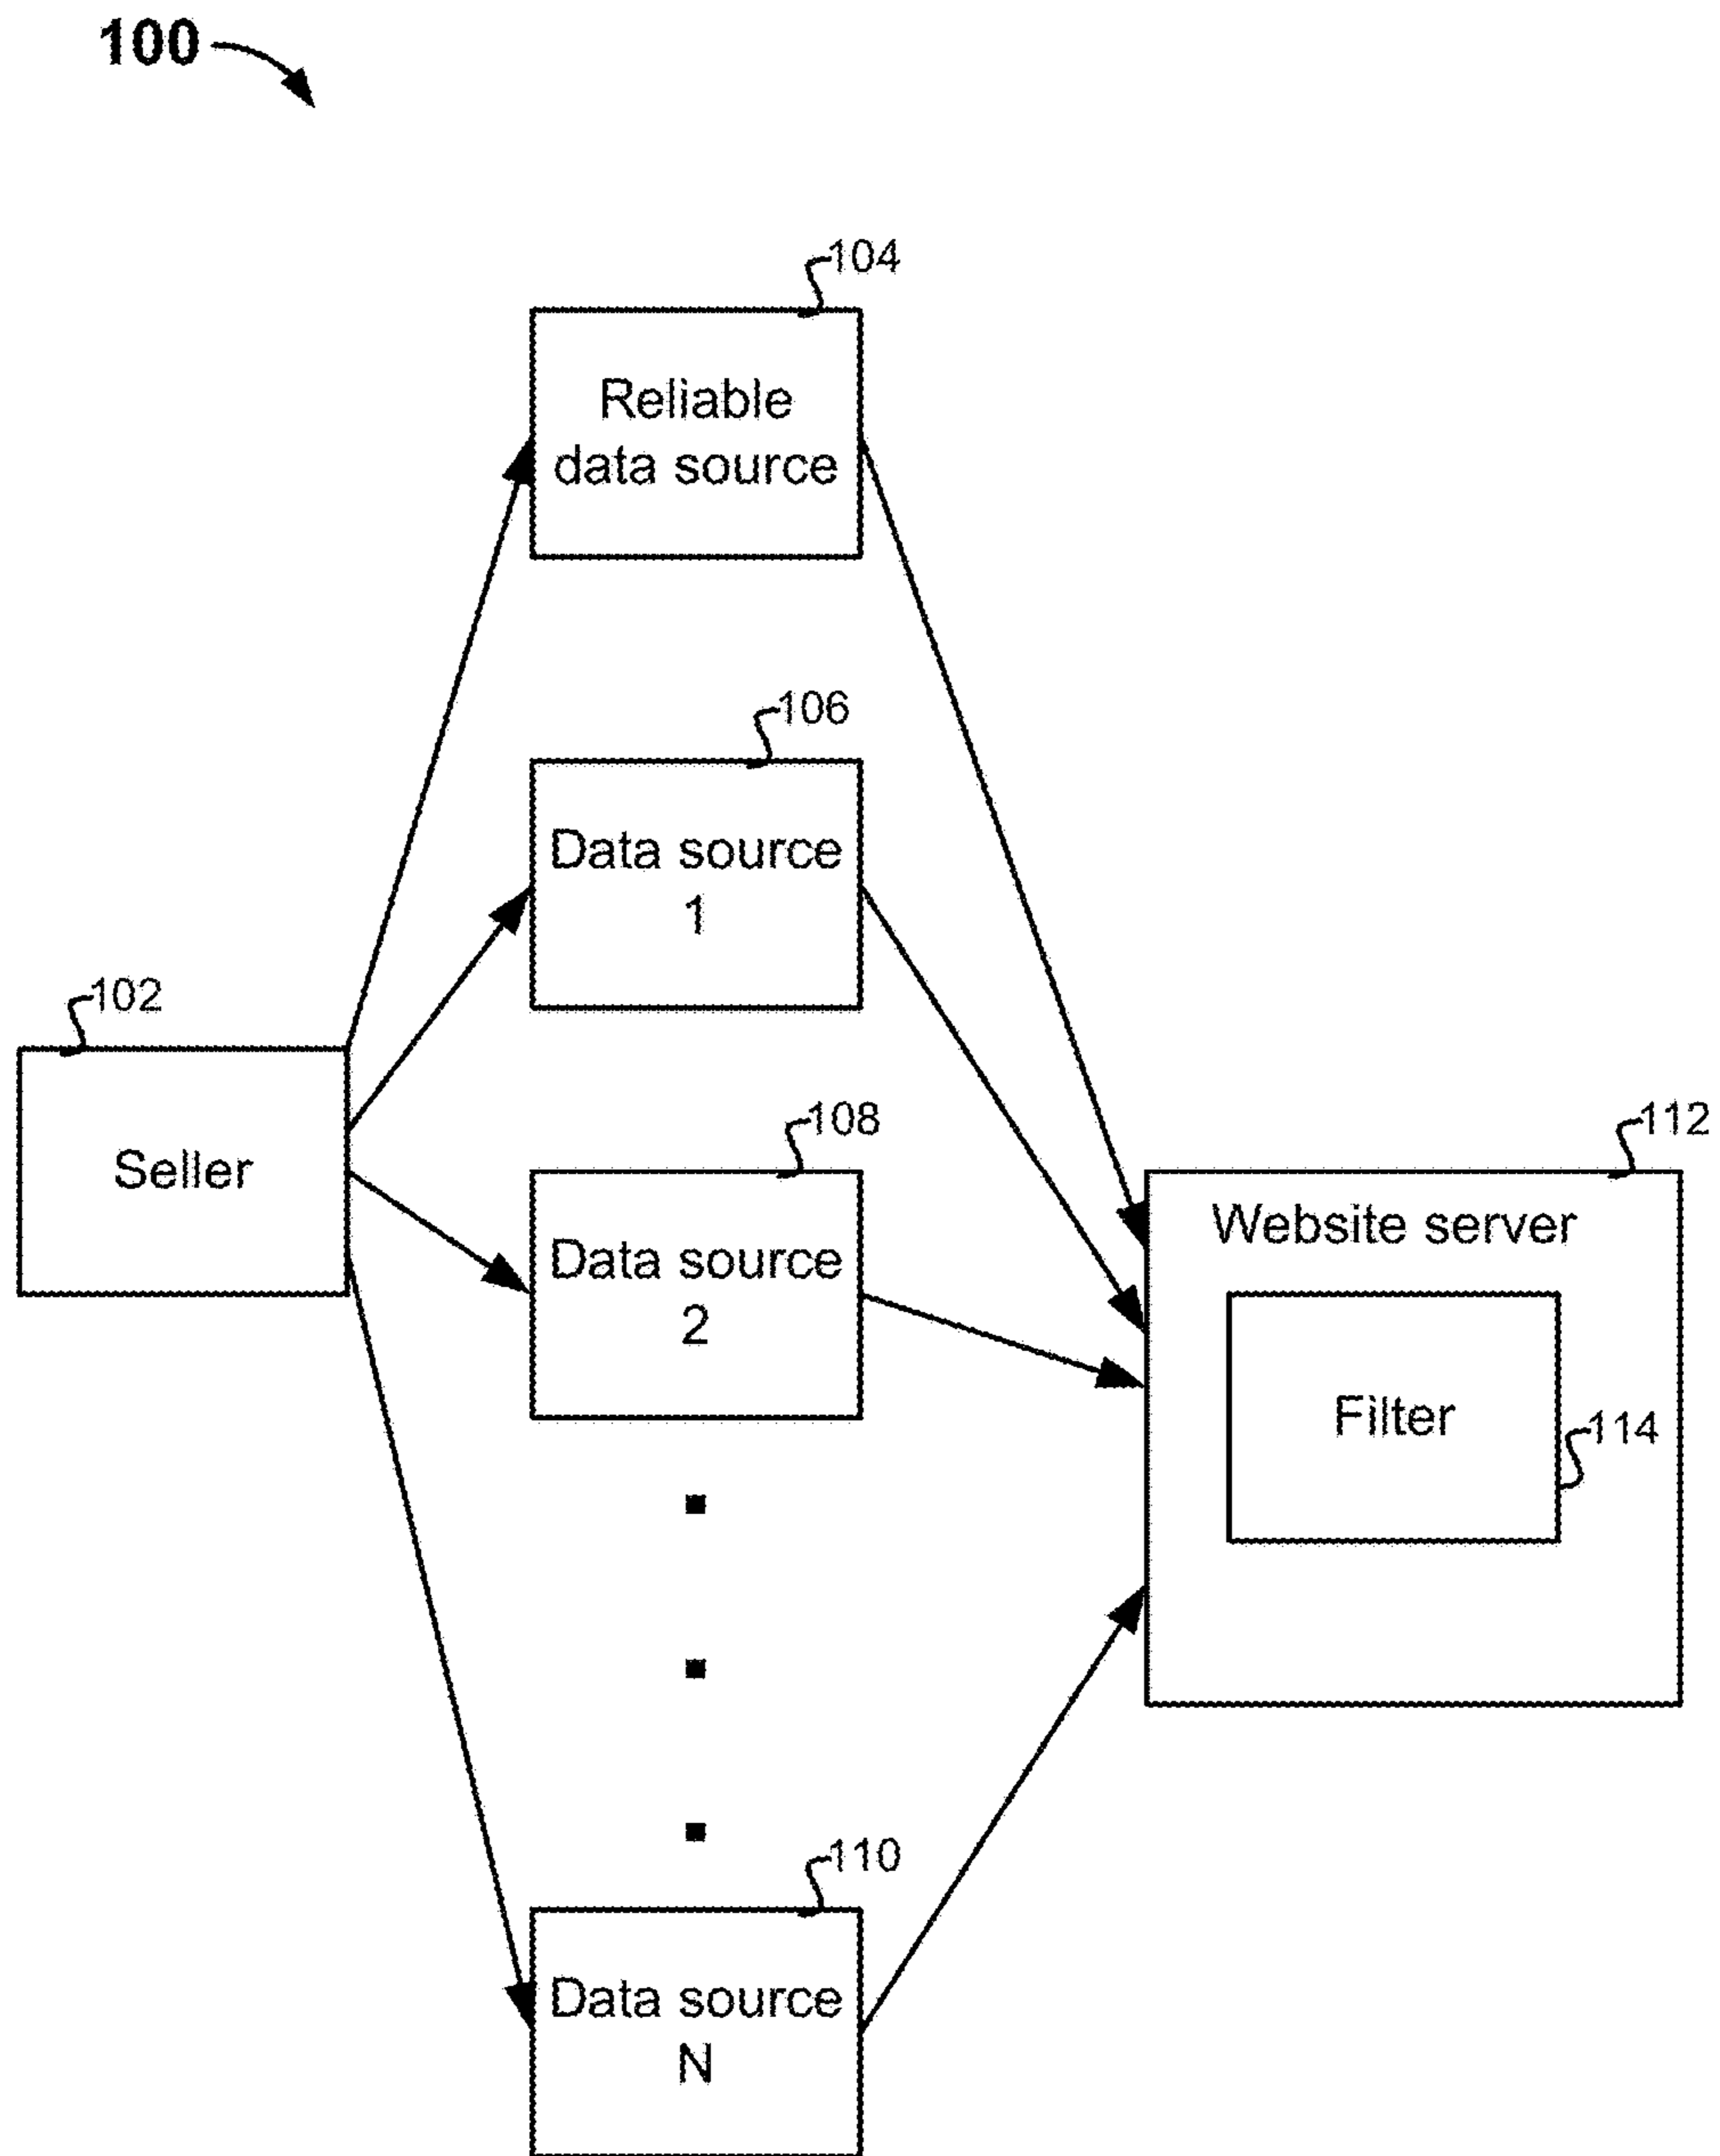 100
104
Reliable
data source
106
Data source
1
102
Seller
108
Data source
2
112
Website server
Filter
114
110
Data source
N